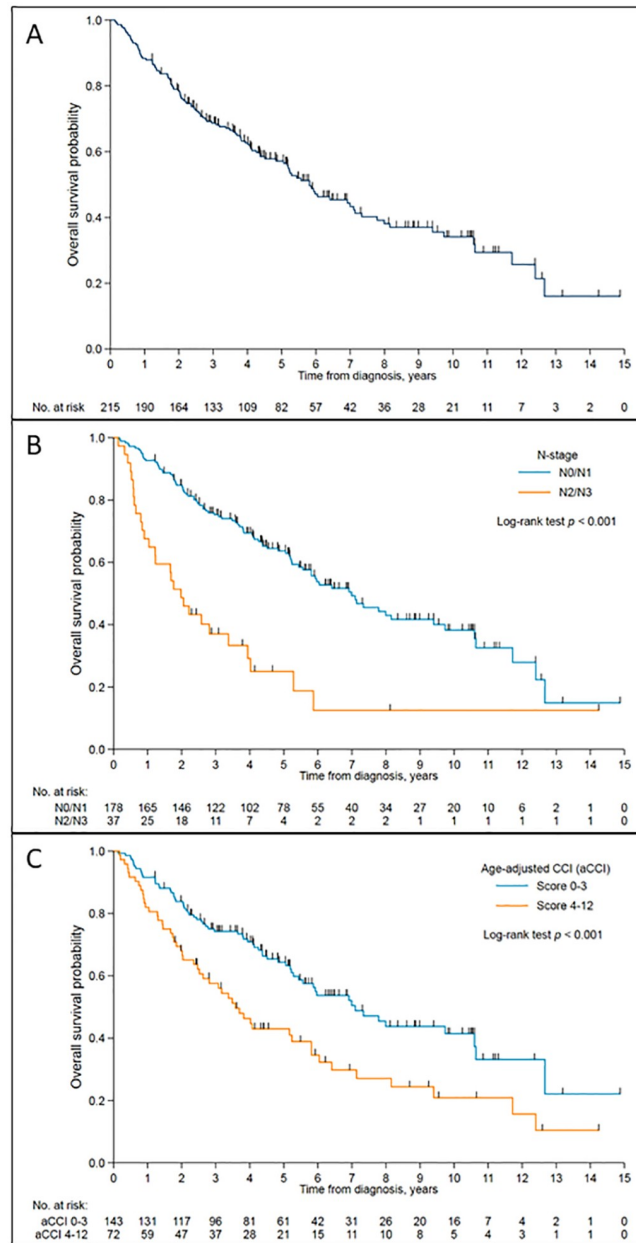 A
Overall survival probability
1.0
0.8
0.6
0.4
0.2
0.0
0 1 2 3 4 5 6 7 8 9 10 11 12 13 14 15
Time from diagnosis, years
No. at risk 215 190 164 133 109 82 57 42 36 28 21 11 7 3 2 0
B
N-stage
N0/N1
N2/N3
Log-rank test p < 0.001
Overall survival probability
1.0
0.8
0.6
0.4
0.2
0.0
0 1 2 3 4 5 6 7 8 9 10 11 12 13 14 15
Time from diagnosis, years
No. at risk:
N0/N1 178 165 146 122 102 78 55 40 34 27 20 10 6 2 1 0
N2/N3 37 25 18 11 7 4 2 2 2 1 1 1 1 1 1 0
C
Age-adjusted CCI (aCCI)
Score 0-3
Score 4-12
Log-rank test p < 0.001
Overall survival probability
1.0
0.8
0.6
0.4
0.2
0.0
0 1 2 3 4 5 6 7 8 9 10 11 12 13 14 15
Time from diagnosis, years
No. at risk:
aCCI 0-3 143 131 117 96 81 61 42 31 26 20 16 7 4 2 1 0
aCCI 4-12 72 59 47 37 28 21 15 11 10 8 5 4 3 1 1 0